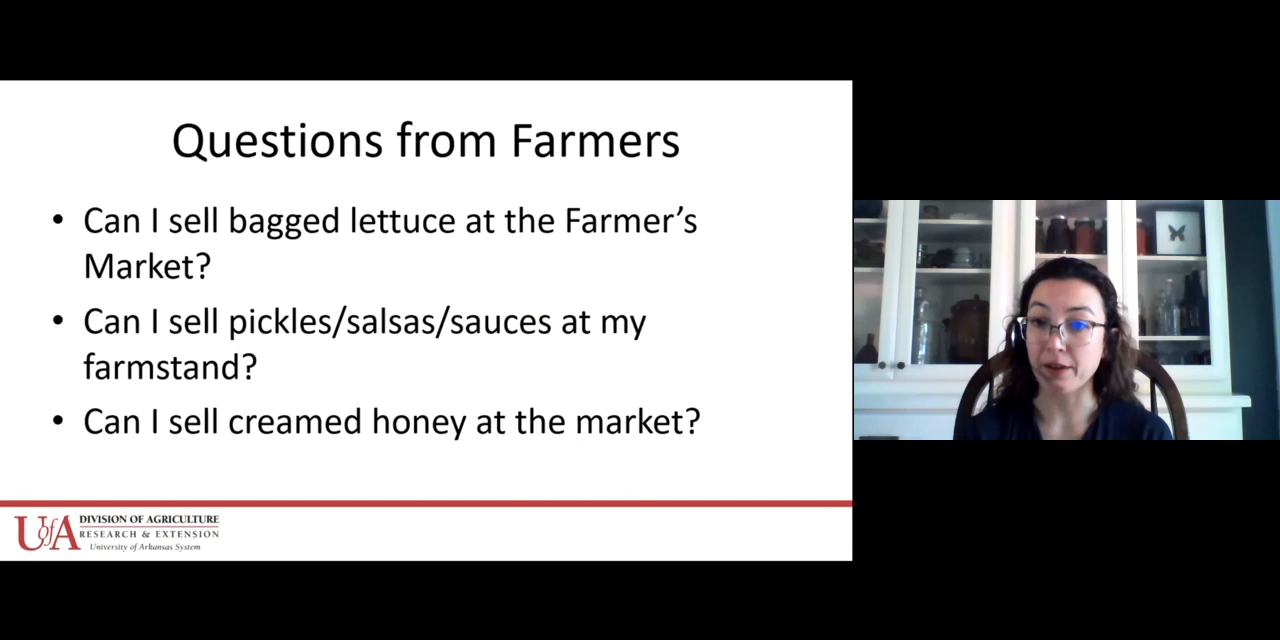 Questions from Farmers
• Can I sell bagged lettuce at the Farmer’s
Market?
• Can I sell pickles/salsas/sauces at my
farmstand?
• Can I sell creamed honey at the market?
UofA DIVISION OF AGRICULTURE
RESEARCH & EXTENSION
University of Arkansas System